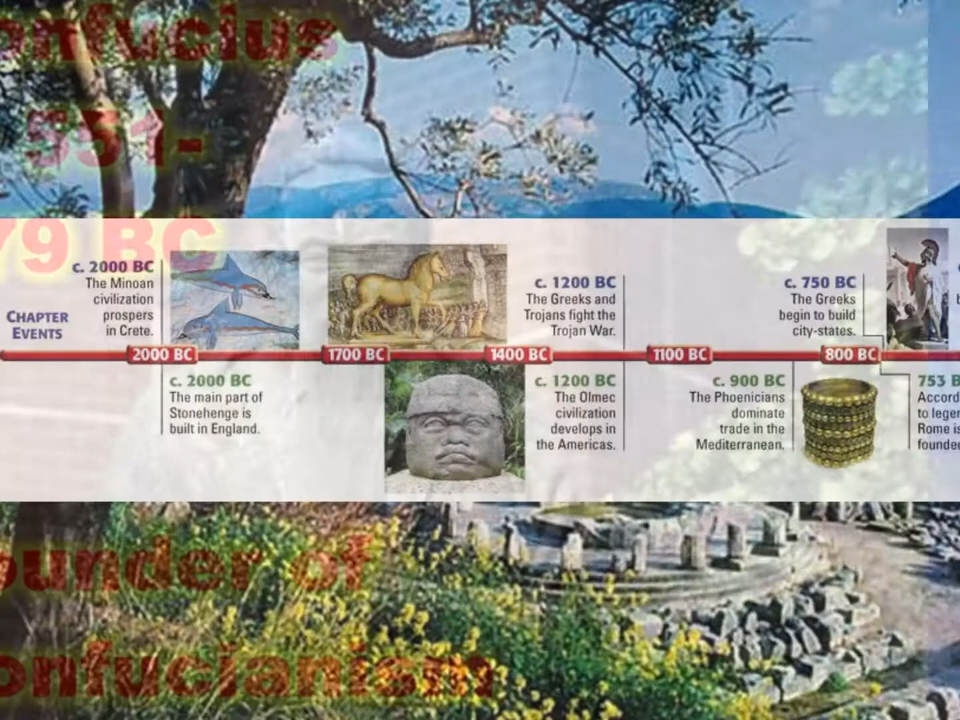 onfucius
551-
79 BC
c. 2000 BC
The Minoan
civilization
prospers
in Crete.
CHAPTER
EVENTS
c. 1200 BC
The Greeks and
Trojans fight the
Trojan War.
c. 750 BC
The Greeks
begin to build
city-states.
2000 BC
1700 BC
1400 BC
1100 BC
800 BC
c. 2000 BC
The main part of
Stonehenge is
built in England.
c. 1200 BC
The Olmec
civilization
develops in
the Americas.
c. 900 BC
The Phoenicians
dominate
trade in the
Mediterranean.
753 B
Accord
to leger
Rome is
founded
ounder of
onfucianism